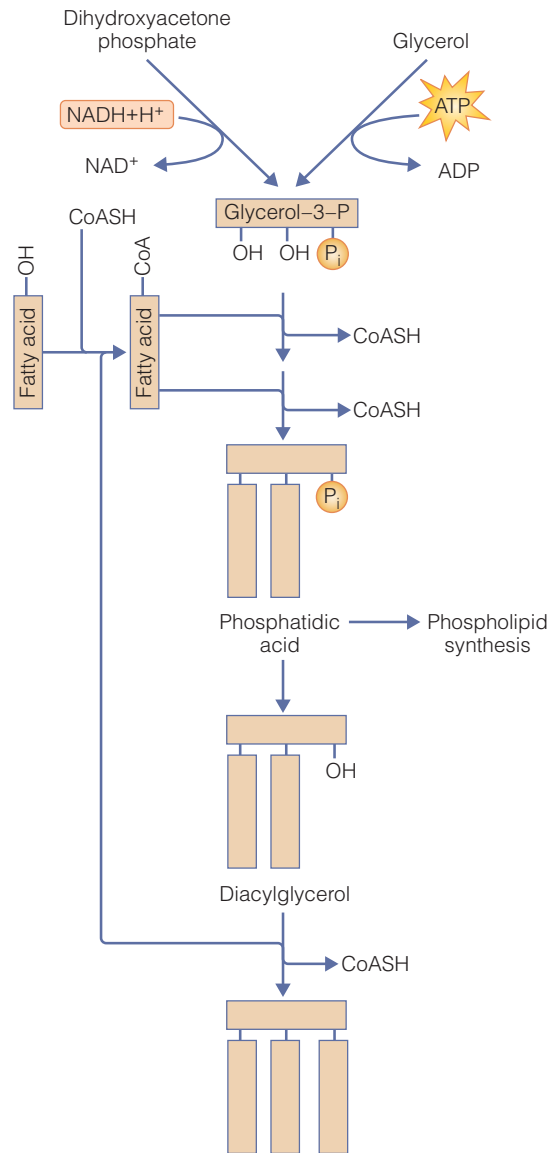 Dihydroxyacetone
phosphate
Glycerol
NADH+H⁺
ATP
NAD⁺
ADP
Glycerol–3–P
CoASH
OH
OH
Pᵢ
OH
CoA
Fatty acid
Fatty acid
CoASH
CoASH
Pᵢ
Phosphatidic
acid
Phospholipid
synthesis
OH
Diacylglycerol
CoASH